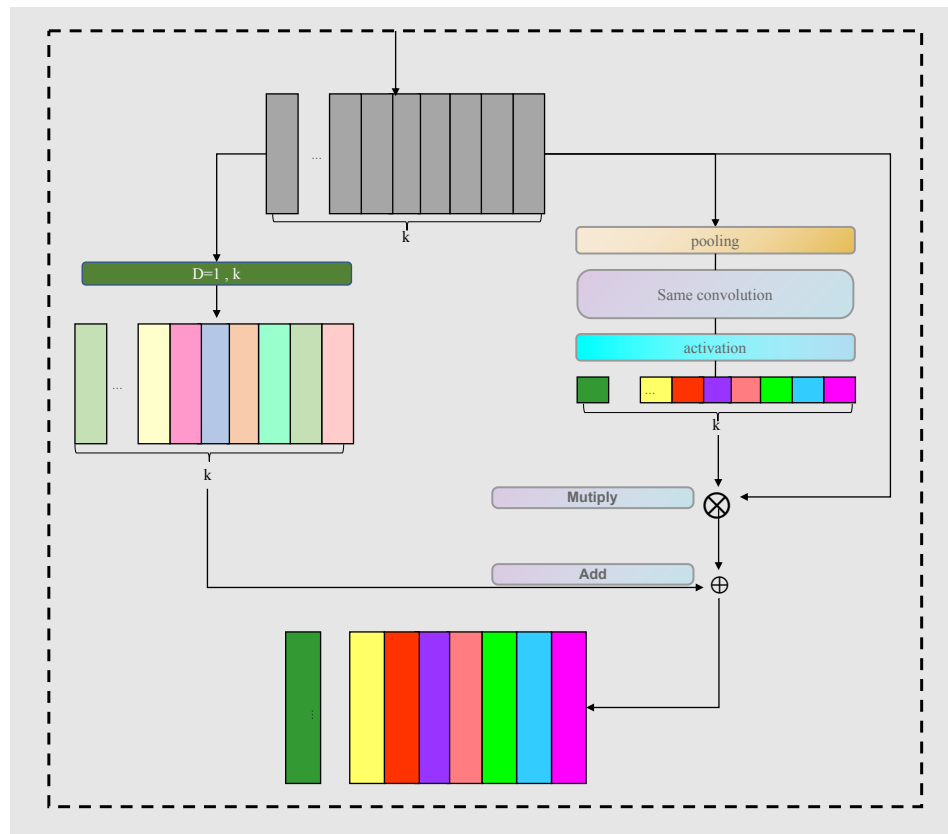 ...
k
pooling
D=1 , k
Same convolution
activation
...
...
k
k
Mutiply
Add
...